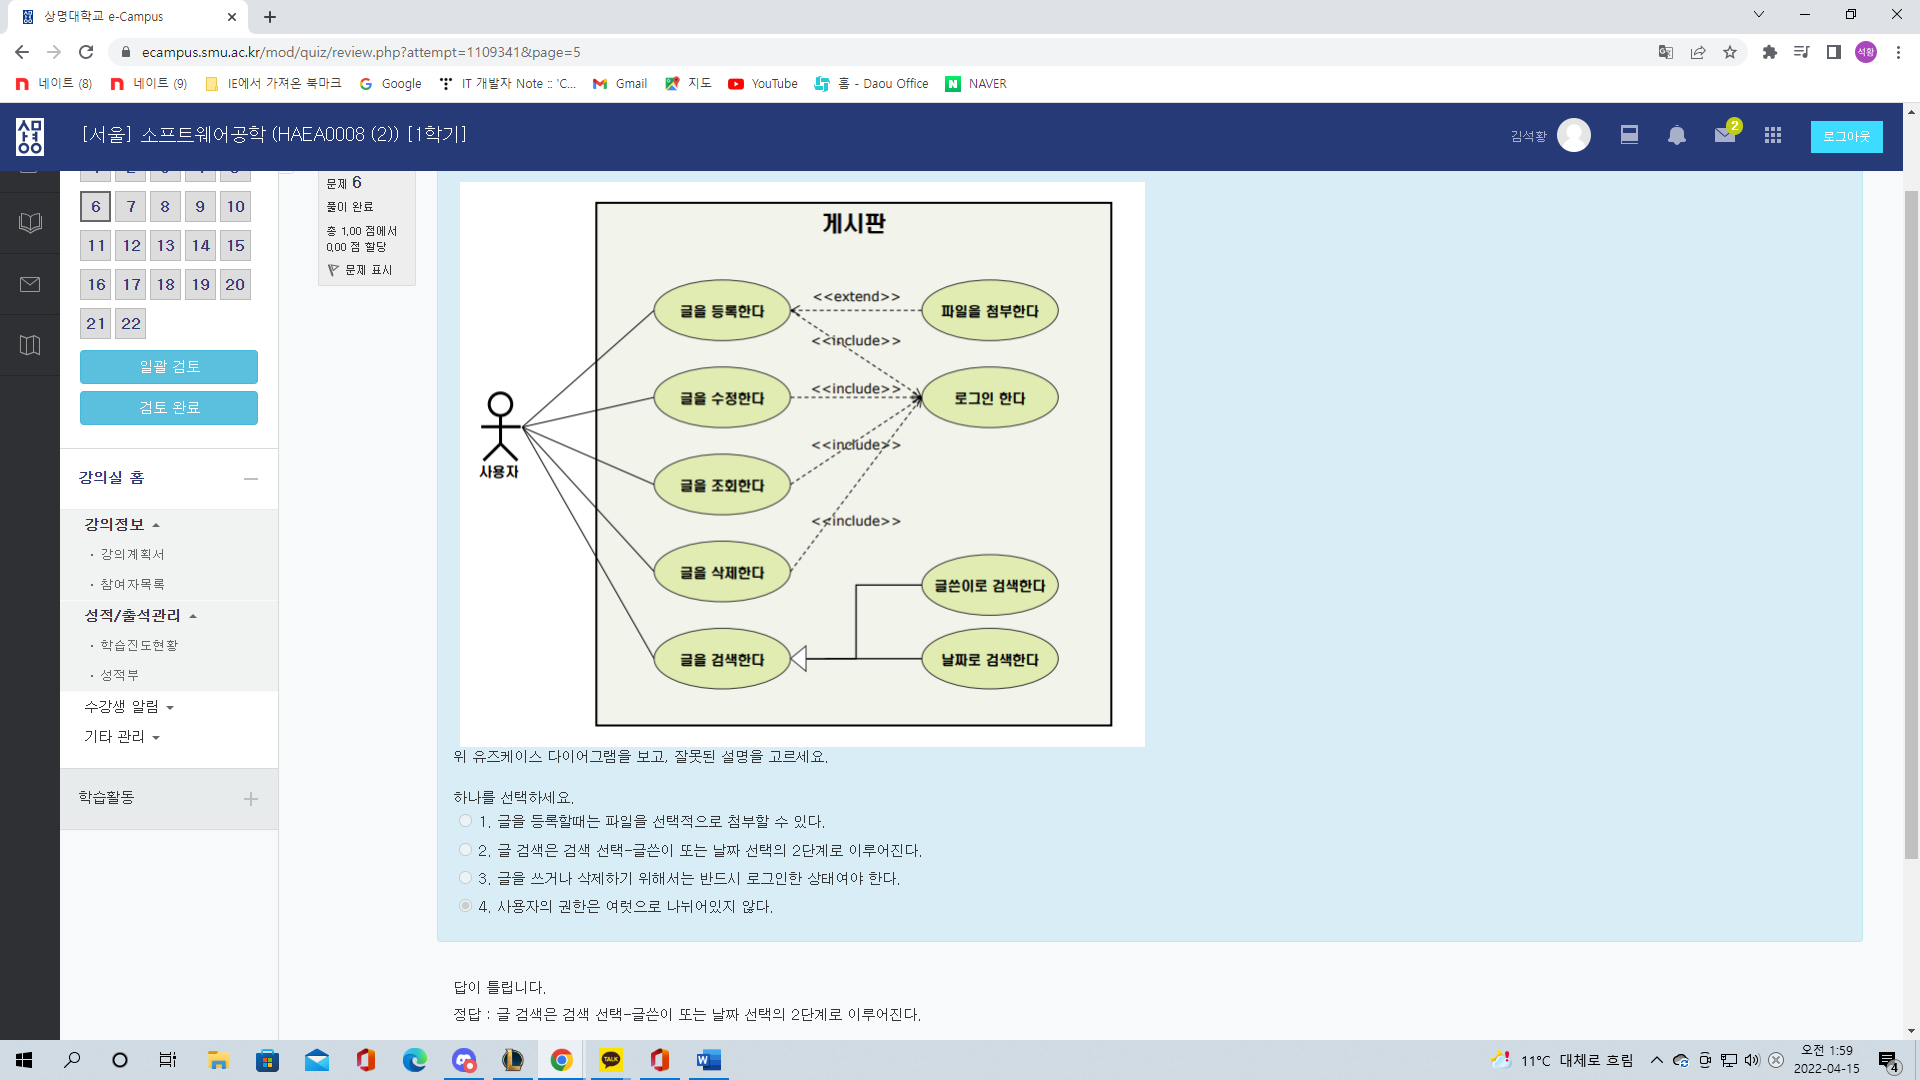 상명대학교 e-Campus
ecampus.smu.ac.kr/mod/quiz/review.php?attempt=1109341&page=5
석황
네이트 (8)
네이트 (9)
IE에서 가져온 북마크
Google
IT 개발자 Note :: 'C...
Gmail
지도
YouTube
홈 - Daou Office
NAVER
[서울] 소프트웨어공학 (HAEA0008 (2)) [1학기]
김석황
2
로그아웃
6 7 8 9 10
11 12 13 14 15
16 17 18 19 20
21 22
일괄 검토
검토 완료
강의실 홈
강의정보
강의계획서
참여자목록
성적/출석관리
학습진도현황
성적부
수강생 알림
기타 관리
학습활동
문제 6
풀이 완료
총 1.00 점에서
0.00 점 할당
문제 표시
게시판
글을 등록한다
<<extend>>
파일을 첨부한다
<<include>>
글을 수정한다
<<include>>
로그인 한다
<<include>>
글을 조회한다
사용자
<<include>>
글을 삭제한다
글쓴이로 검색한다
글을 검색한다
날짜로 검색한다
위 유즈케이스 다이어그램을 보고, 잘못된 설명을 고르세요.
하나를 선택하세요.
1. 글을 등록할때는 파일을 선택적으로 첨부할 수 있다.
2. 글 검색은 검색 선택-글쓴이 또는 날짜 선택의 2단계로 이루어진다.
3. 글을 쓰거나 삭제하기 위해서는 반드시 로그인한 상태여야 한다.
4. 사용자의 권한은 여럿으로 나뉘어있지 않다.
답이 틀립니다.
정답 : 글 검색은 검색 선택-글쓴이 또는 날짜 선택의 2단계로 이루어진다.
TALK
11°C 대체로 흐림
오전 1:59
2022-04-15
4